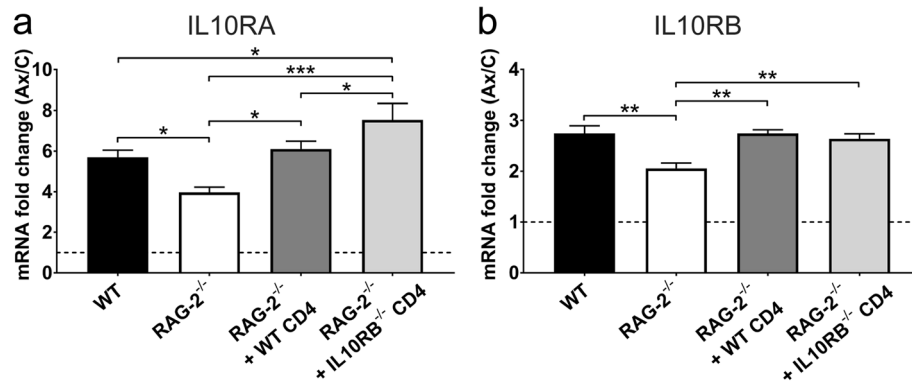 a
IL10RA
mRNA fold change (Ax/C)
10
8
6
4
2
0
*
***
*
*
*
WT
RAG-2-/-
RAG-2-/-
+ WT CD4
RAG-2-/-
+ IL10RB-/- CD4
b
IL10RB
mRNA fold change (Ax/C)
4
3
2
1
0
**
**
**
WT
RAG-2-/-
RAG-2-/-
+ WT CD4
RAG-2-/-
+ IL10RB-/- CD4